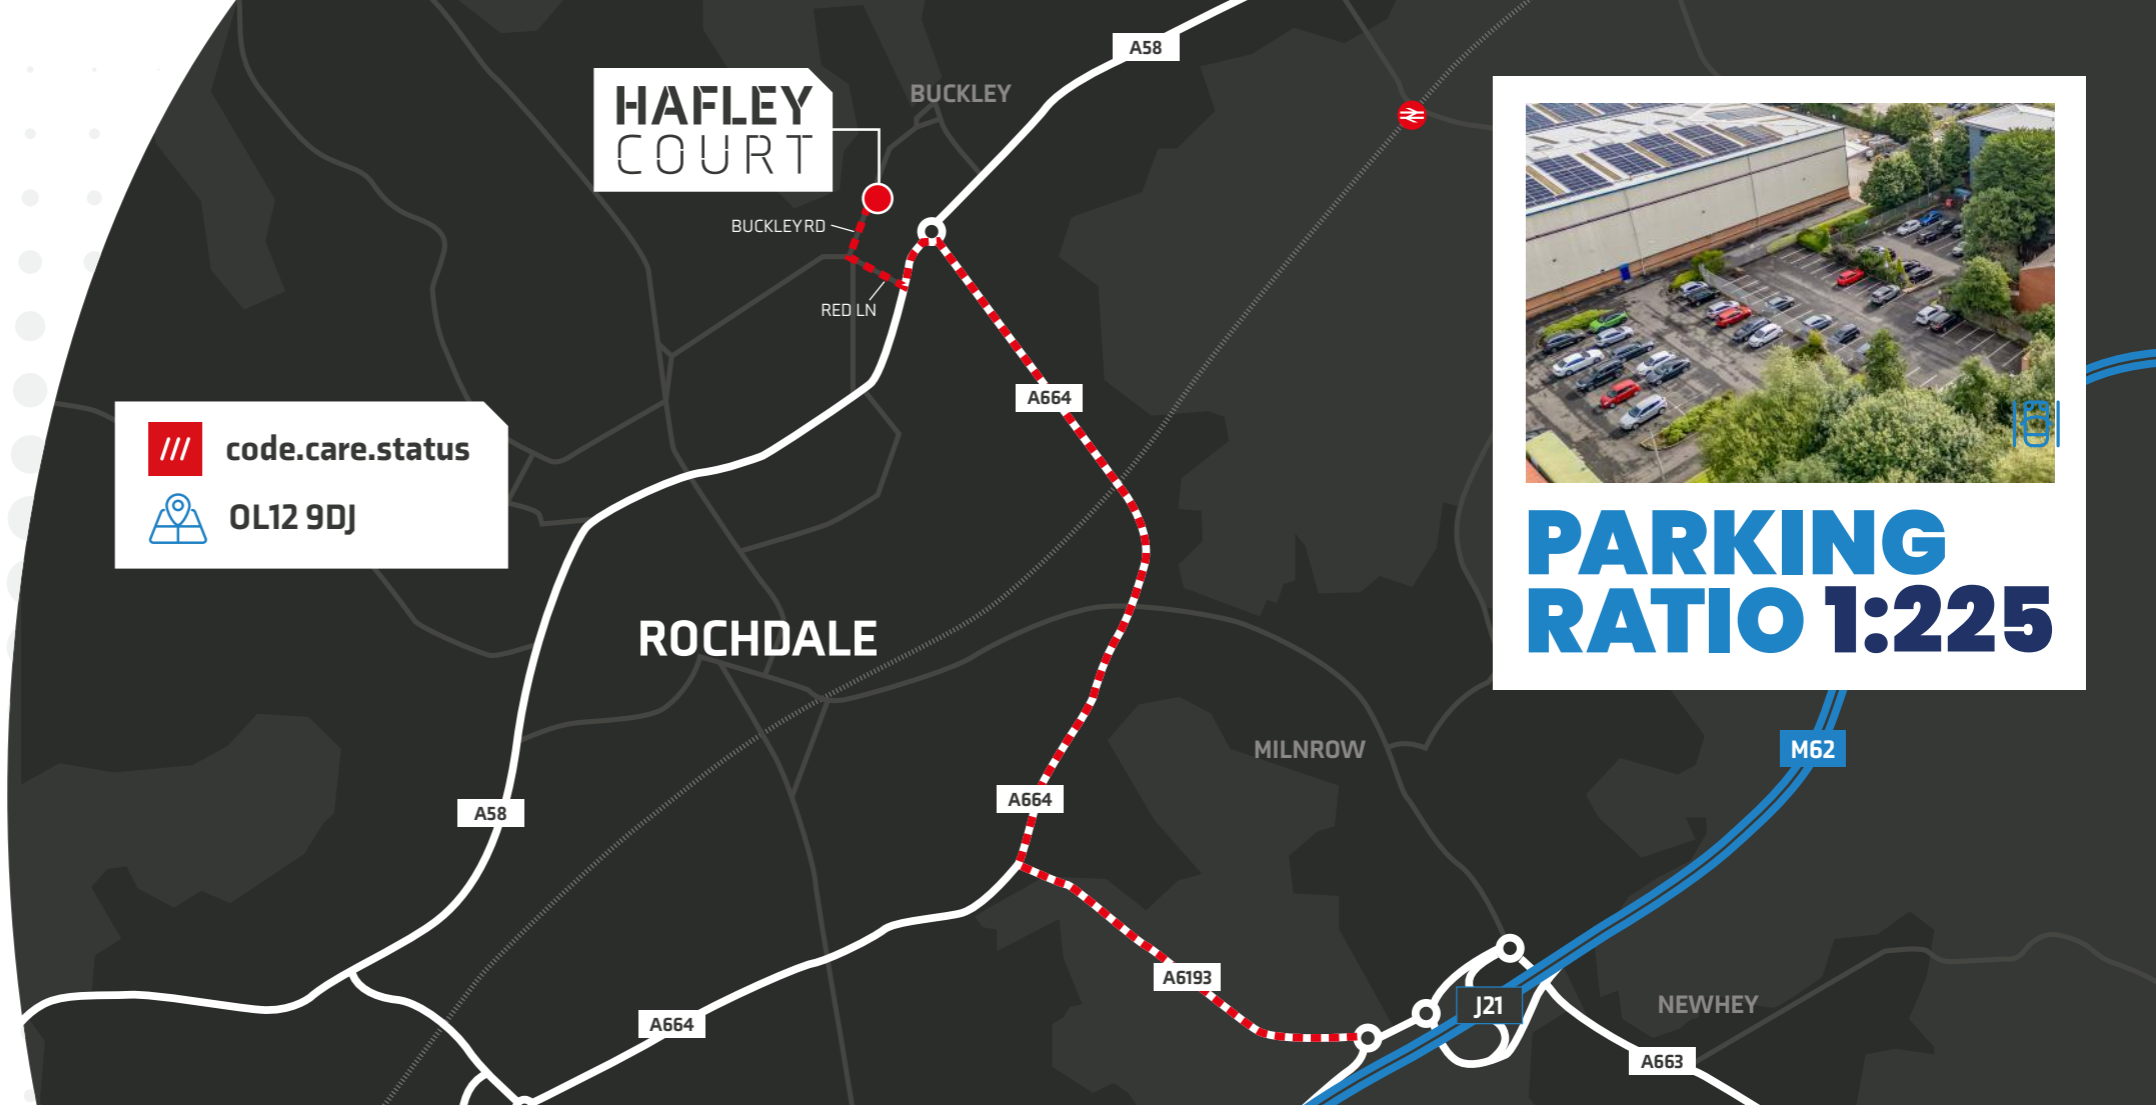 A58
HAFLEY
COURT
BUCKLEY
BUCKLEY RD
RED LN
A664
code.care.status
OL12 9DJ
PARKING
RATIO 1:225
ROCHDALE
MILNROW
M62
A664
A58
A6193
J21
NEWHEY
A664
A663